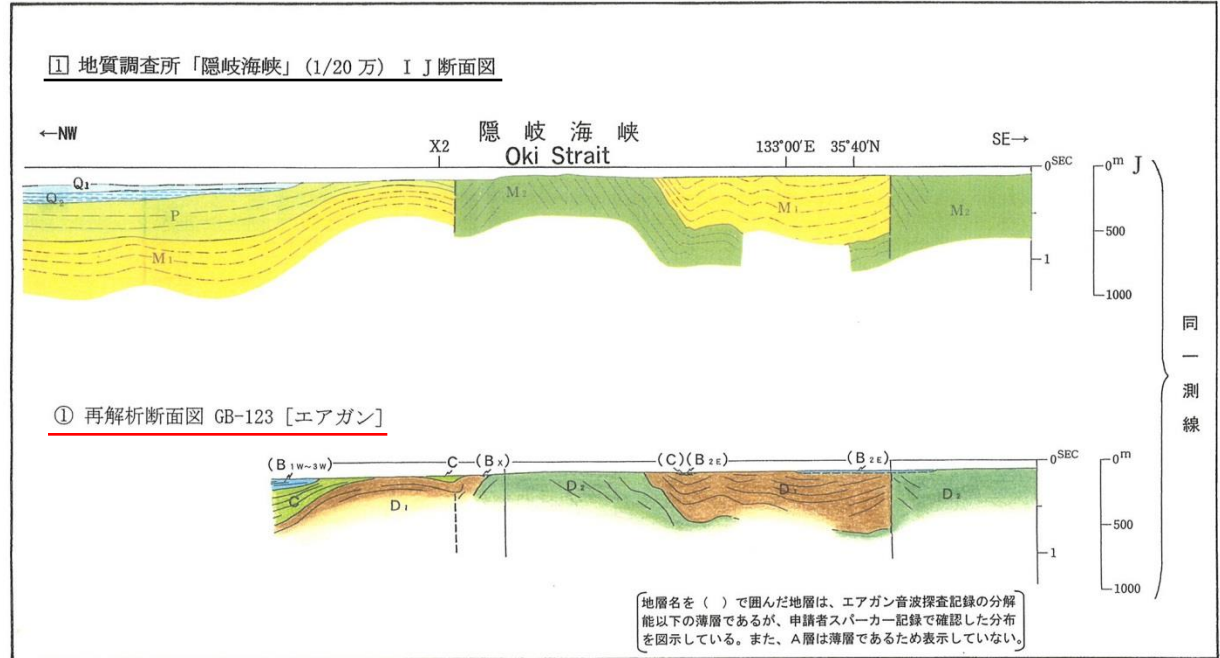 1 地質調査所「隠岐海峡」(1/20 万) I J 断面図
←NW
X2
隠岐海峡
Oki Strait
133°00′E
35°40′N
SE→
0SEC
0m
J
Q1
Q2
P
M1
M2
M1
M2
500
1
1000
同一測線
① 再解析断面図 GB-123 [エアガン]
(B1W~3W)
C
(BX)
(C)(B2E)
(B2E)
0SEC
0m
C
D1
D2
D1
D2
500
1
1000
地層名を ( ) で囲んだ地層は、エアガン音波探査記録の分解
能以下の薄層であるが、申請者スパーカー記録で確認した分布
を図示している。また、A層は薄層であるため表示していない。